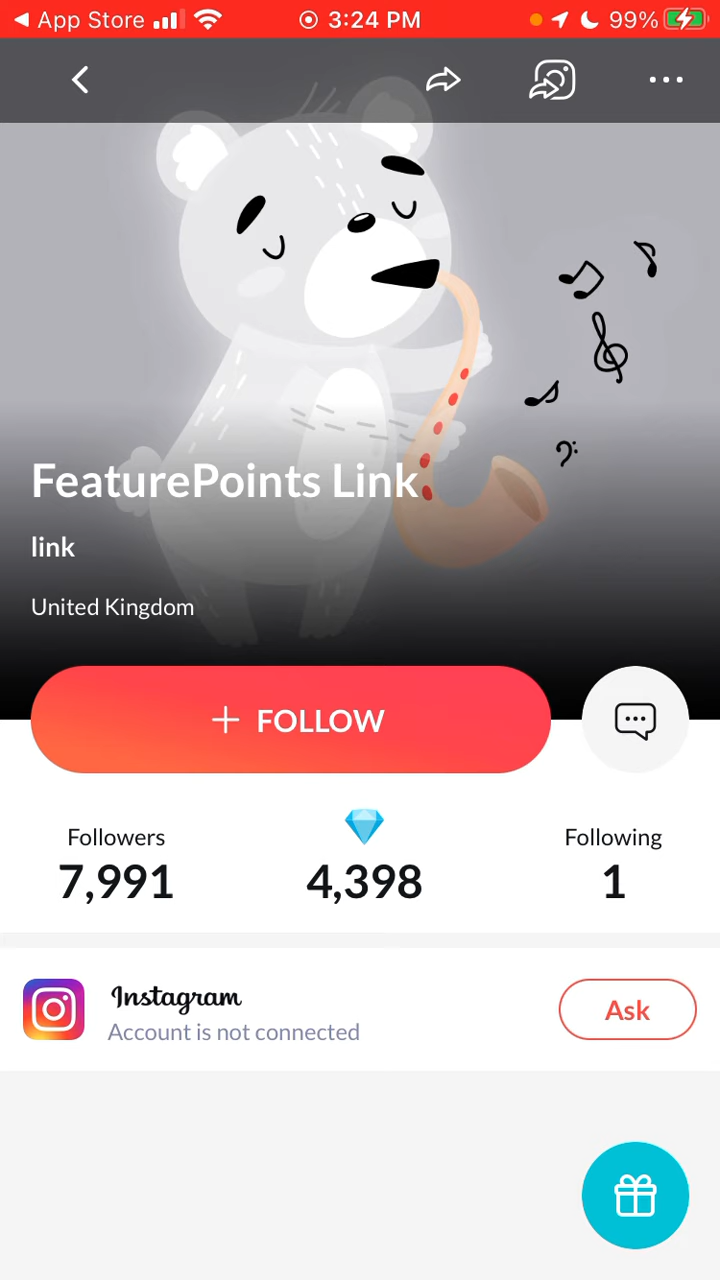 App Store 3:24 PM 99%
FeaturePoints Link
link
United Kingdom
FOLLOW
Followers
7,991
4,398
Following
1
Instagram
Account is not connected
Ask